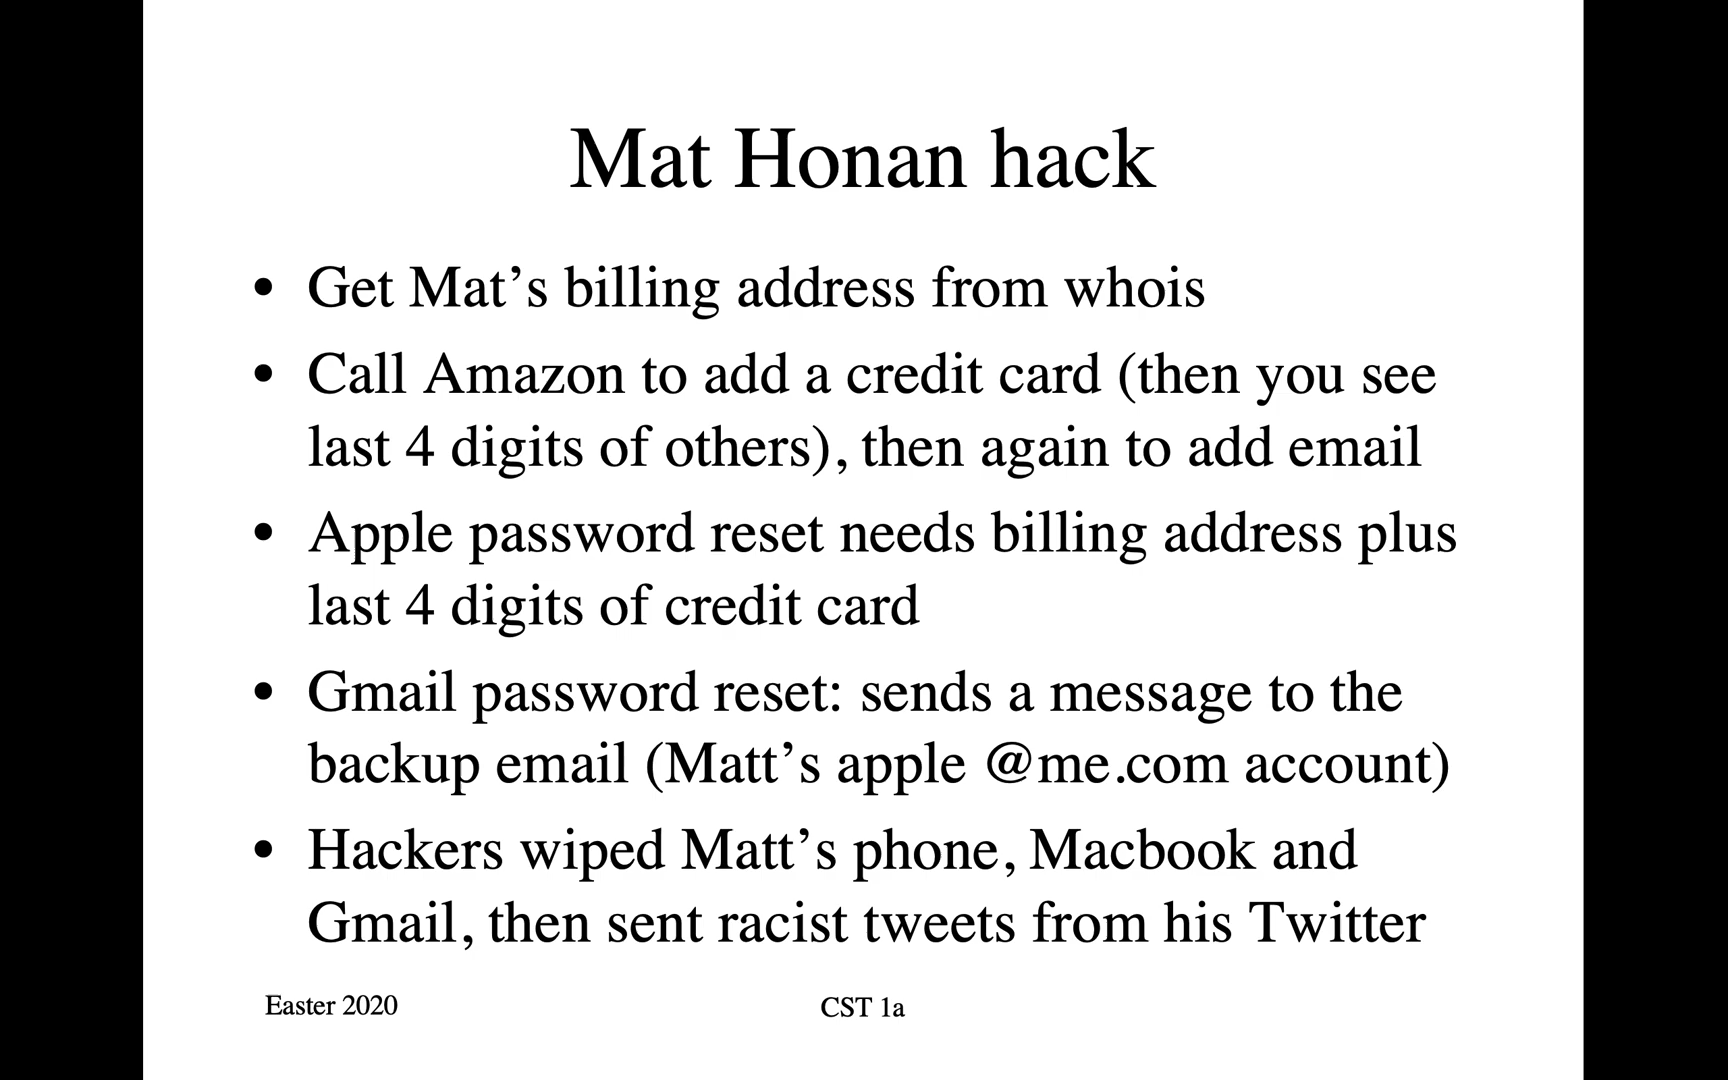 Mat Honan hack
• Get Mat’s billing address from whois
• Call Amazon to add a credit card (then you see
last 4 digits of others), then again to add email
• Apple password reset needs billing address plus
last 4 digits of credit card
• Gmail password reset: sends a message to the
backup email (Matt’s apple @me.com account)
• Hackers wiped Matt’s phone, Macbook and
Gmail, then sent racist tweets from his Twitter
Easter 2020
CST 1a